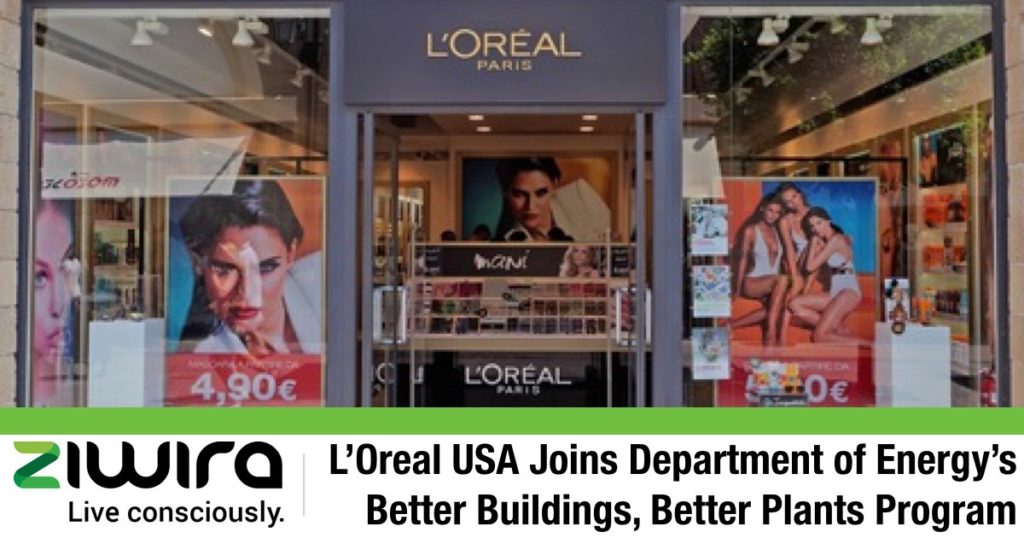 L'ORÉAL
PARIS
mani
4,90€
L'ORÉAL
PARIS
ziwira
Live consciously.
L'Oreal USA Joins Department of Energy's
Better Buildings, Better Plants Program